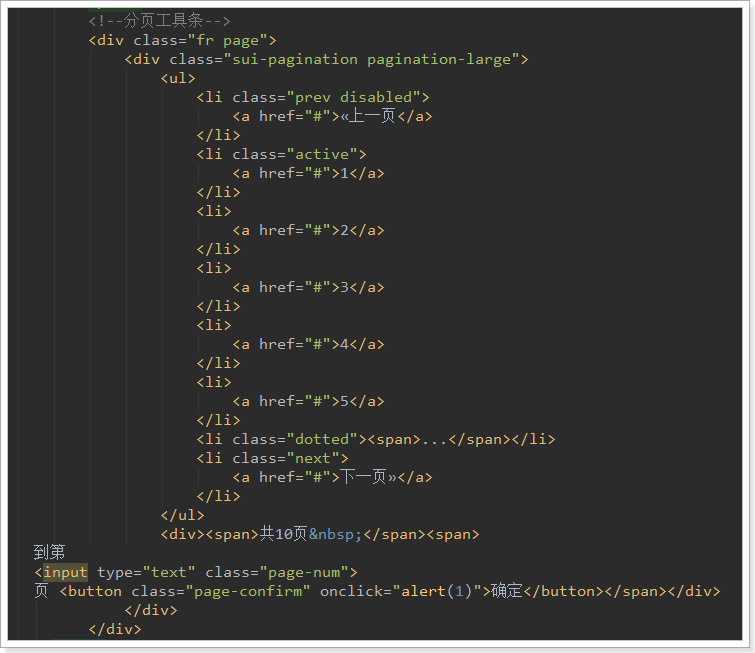 <!--分页工具条-->
<div class="fr page">
<div class="sui-pagination pagination-large">
<ul>
<li class="prev disabled">
<a href="#">«上一页</a>
</li>
<li class="active">
<a href="#">1</a>
</li>
<li>
<a href="#">2</a>
</li>
<li>
<a href="#">3</a>
</li>
<li>
<a href="#">4</a>
</li>
<li>
<a href="#">5</a>
</li>
<li class="dotted"><span>...</span></li>
<li class="next">
<a href="#">下一页»</a>
</li>
</ul>
<div><span>共10页&nbsp;</span><span>
到第
<input type="text" class="page-num">
页 <button class="page-confirm" onclick="alert(1)">确定</button></span></div>
</div>
</div>